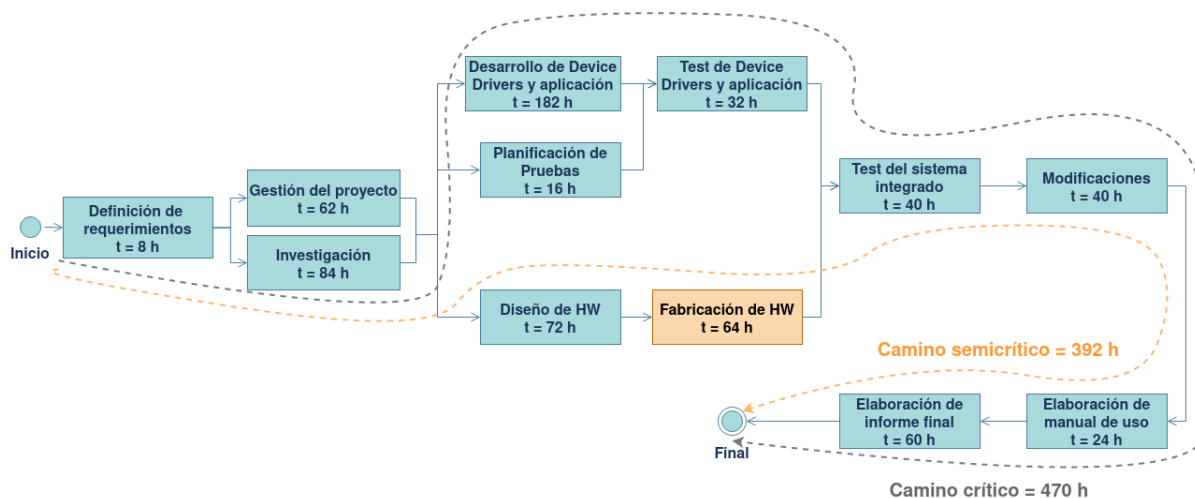 Inicio
Definición de
requerimientos
t = 8 h
Gestión del proyecto
t = 62 h
Investigación
t = 84 h
Desarrollo de Device
Drivers y aplicación
t = 182 h
Test de Device
Drivers y aplicación
t = 32 h
Planificación de
Pruebas
t = 16 h
Diseño de HW
t = 72 h
Fabricación de HW
t = 64 h
Test del sistema
integrado
t = 40 h
Modificaciones
t = 40 h
Camino semicrítico = 392 h
Elaboración de
manual de uso
t = 24 h
Elaboración de
informe final
t = 60 h
Final
Camino crítico = 470 h